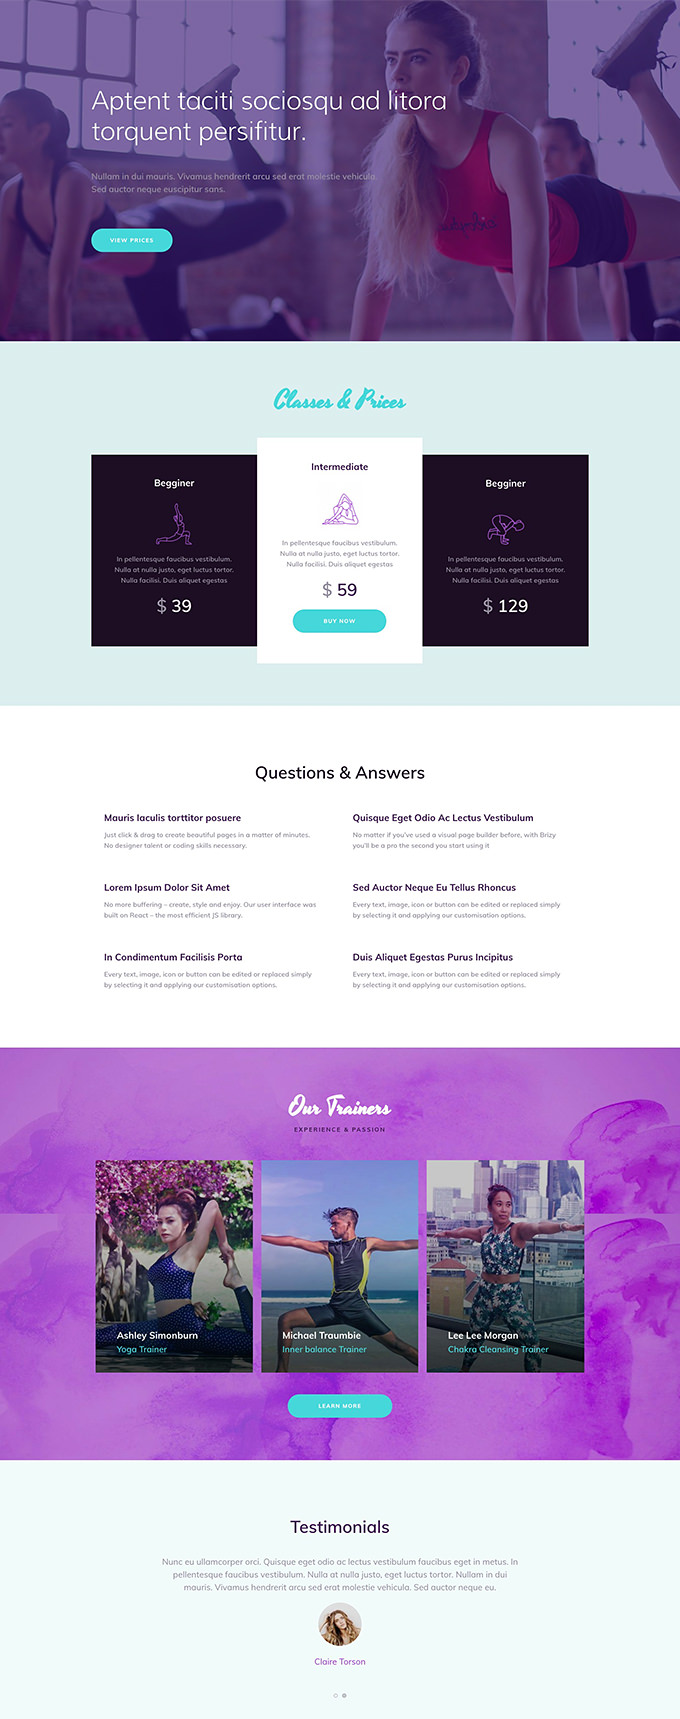 Aptent taciti sociosqu ad litora
torquent persifitur.
Nullam in dui mauris. Vivamus hendrerit arcu sed erat molestie vehicula.
Sed auctor neque euscipitur sans.
VIEW PRICES
Classes & Prices
Begginer
In pellentesque faucibus vestibulum.
Nulla at nulla justo, eget luctus tortor.
Nulla facilisi. Duis aliquet egestas
$ 39
Intermediate
In pellentesque faucibus vestibulum.
Nulla at nulla justo, eget luctus tortor.
Nulla facilisi. Duis aliquet egestas
$ 59
BUY NOW
Begginer
In pellentesque faucibus vestibulum.
Nulla at nulla justo, eget luctus tortor.
Nulla facilisi. Duis aliquet egestas
$ 129
Questions & Answers
Mauris Iaculis torttitor posuere
Just click & drag to create beautiful pages in a matter of minutes.
No designer talent or coding skills necessary.
Quisque Eget Odio Ac Lectus Vestibulum
No matter if you've used a visual page builder before, with Brizy
you'll be a pro the second you start using it
Lorem Ipsum Dolor Sit Amet
No more buffering – create, style and enjoy. Our user interface was
built on React – the most efficient JS library.
Sed Auctor Neque Eu Tellus Rhoncus
Every text, image, icon or button can be edited or replaced simply
by selecting it and applying our customisation options.
In Condimentum Facilisis Porta
Every text, image, icon or button can be edited or replaced simply
by selecting it and applying our customisation options.
Duis Aliquet Egestas Purus Incipitus
Every text, image, icon or button can be edited or replaced simply
by selecting it and applying our customisation options.
Our Trainers
EXPERIENCE & PASSION
Ashley Simonburn
Yoga Trainer
Michael Traumbie
Inner balance Trainer
Lee Lee Morgan
Chakra Cleansing Trainer
LEARN MORE
Testimonials
Nunc eu ullamcorper orci. Quisque eget odio ac lectus vestibulum faucibus eget in metus. In
pellentesque faucibus vestibulum. Nulla at nulla justo, eget luctus tortor. Nullam in dui
mauris. Vivamus hendrerit arcu sed erat molestie vehicula. Sed auctor neque eu.
Claire Torson